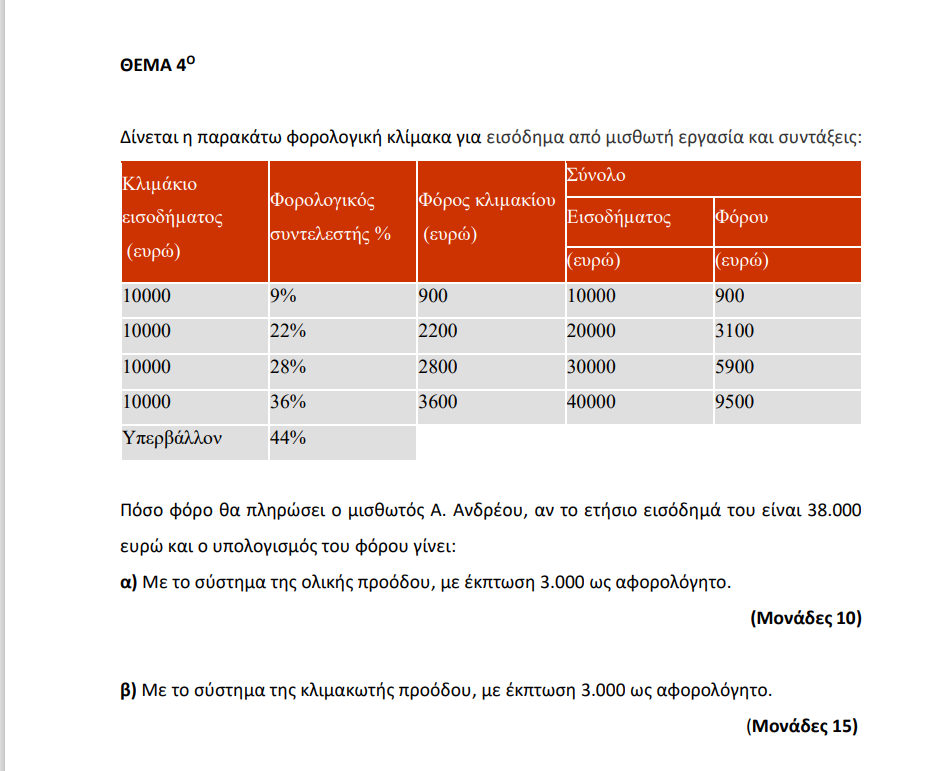 ΘΕΜΑ 4Ο
Δίνεται η παρακάτω φορολογική κλίμακα για εισόδημα από μισθωτή εργασία και συντάξεις:
Κλιμάκιο εισοδήματος (ευρώ) Φορολογικός συντελεστής % Φόρος κλιμακίου (ευρώ) Σύνολο
Εισοδήματος Φόρου
(ευρώ) (ευρώ)
10000 9% 900 10000 900
10000 22% 2200 20000 3100
10000 28% 2800 30000 5900
10000 36% 3600 40000 9500
Υπερβάλλον 44%
Πόσο φόρο θα πληρώσει ο μισθωτός Α. Ανδρέου, αν το ετήσιο εισόδημά του είναι 38.000
ευρώ και ο υπολογισμός του φόρου γίνει:
α) Με το σύστημα της ολικής προόδου, με έκπτωση 3.000 ως αφορολόγητο.
(Μονάδες 10)
β) Με το σύστημα της κλιμακωτής προόδου, με έκπτωση 3.000 ως αφορολόγητο.
(Μονάδες 15)